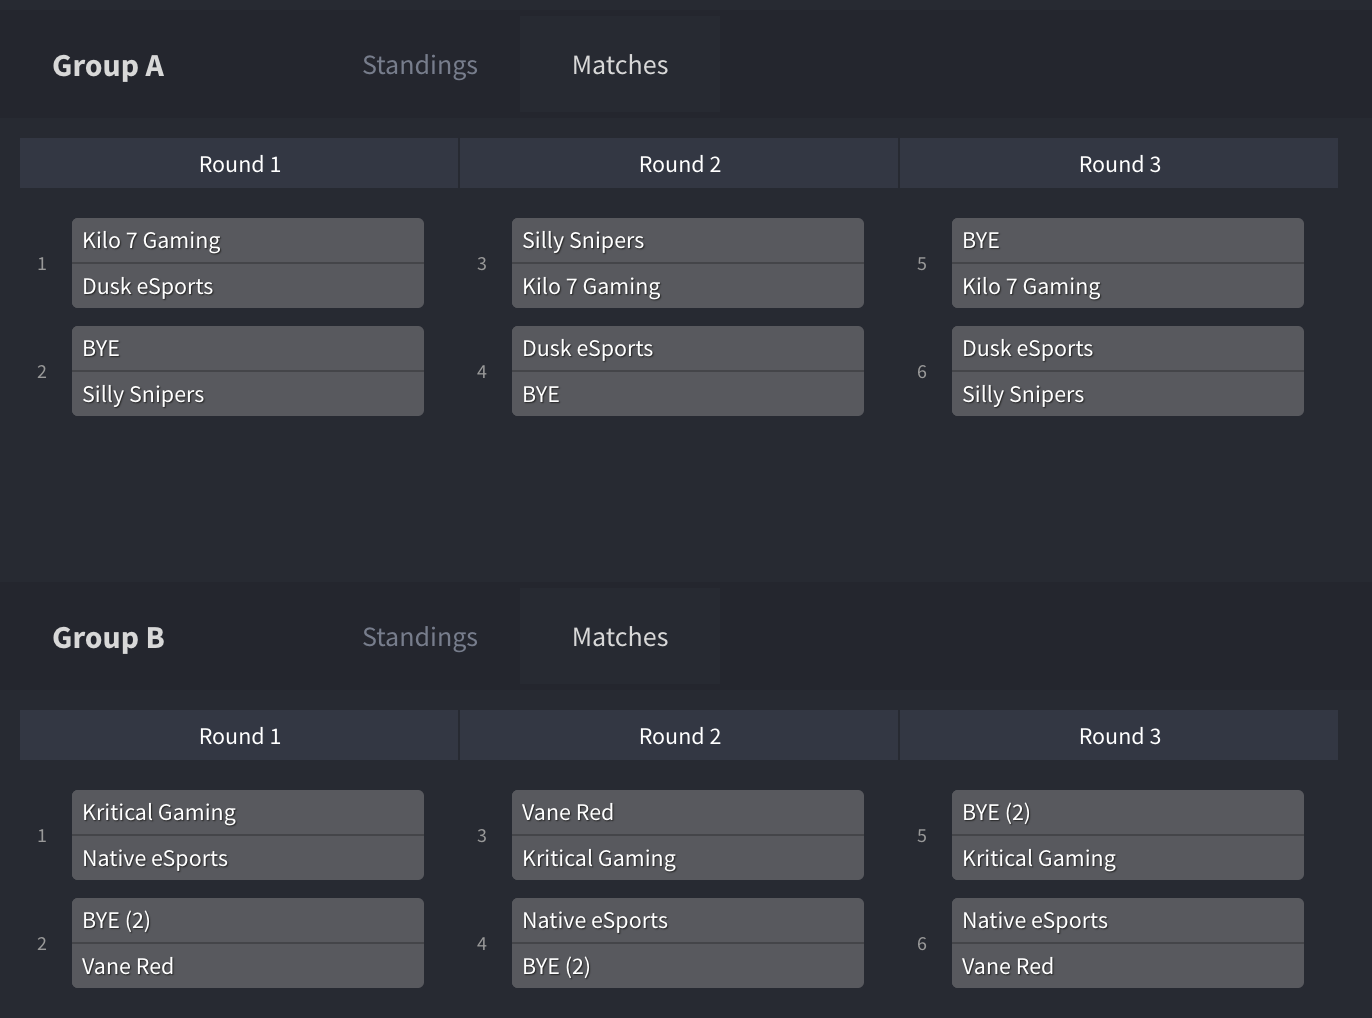 Group A
Standings
Matches
Round 1
Round 2
Round 3
1
Kilo 7 Gaming
Dusk eSports
2
BYE
Silly Snipers
3
Silly Snipers
Kilo 7 Gaming
4
Dusk eSports
BYE
5
BYE
Kilo 7 Gaming
6
Dusk eSports
Silly Snipers
Group B
Standings
Matches
Round 1
Round 2
Round 3
1
Kritical Gaming
Native eSports
2
BYE (2)
Vane Red
3
Vane Red
Kritical Gaming
4
Native eSports
BYE (2)
5
BYE (2)
Kritical Gaming
6
Native eSports
Vane Red